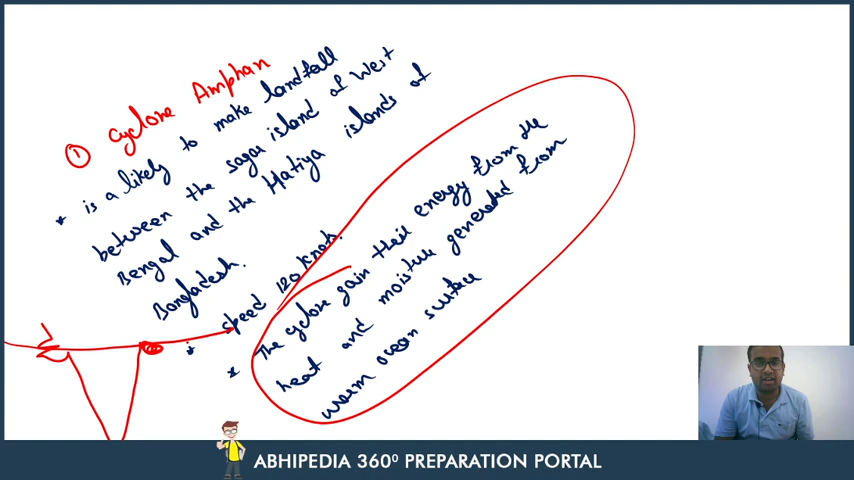 ① Cyclone Amphan
* is a likely to make landfall
between the sagar island of West
Bengal and the Hatiya islands of
Bangladesh.
* speed 120 knots.
* The cyclone gain their energy from the
heat and moisture generated from
warm ocean surface
ABHIPEDIA 360⁰ PREPARATION PORTAL